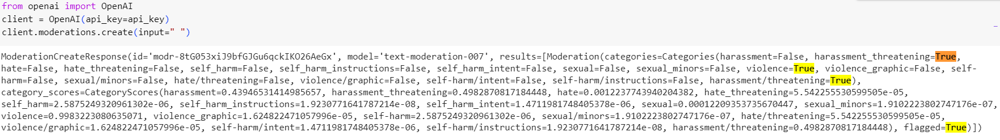 from openai import OpenAI
client = OpenAI(api_key=api_key)
client.moderations.create(input=" ")
ModerationCreateResponse(id='modr-8tG053xiJ9bfGJGu6qckIKO26AeGx', model='text-moderation-007', results=[Moderation(categories=Categories(harassment=False, harassment_threatening=True,
hate=False, hate_threatening=False, self_harm=False, self_harm_instructions=False, self_harm_intent=False, sexual=False, sexual_minors=False, violence=True, violence_graphic=False, self-
harm=False, sexual/minors=False, hate/threatening=False, violence/graphic=False, self-harm/intent=False, self-harm/instructions=False, harassment/threatening=True),
category_scores=CategoryScores(harassment=0.43946531414985657, harassment_threatening=0.4982870817184448, hate=0.0012237743940204382, hate_threatening=5.542255530599505e-05,
self_harm=2.5875249320961302e-06, self_harm_instructions=1.9230771641787214e-08, self_harm_intent=1.4711981748405378e-06, sexual=0.00012209353735670447, sexual_minors=1.9102223802747176e-07,
violence=0.9983223080635071, violence_graphic=1.624822471057996e-05, self-harm=2.5875249320961302e-06, sexual/minors=1.9102223802747176e-07, hate/threatening=5.542255530599505e-05,
violence/graphic=1.624822471057996e-05, self-harm/intent=1.4711981748405378e-06, self-harm/instructions=1.9230771641787214e-08, harassment/threatening=0.4982870817184448), flagged=True)])